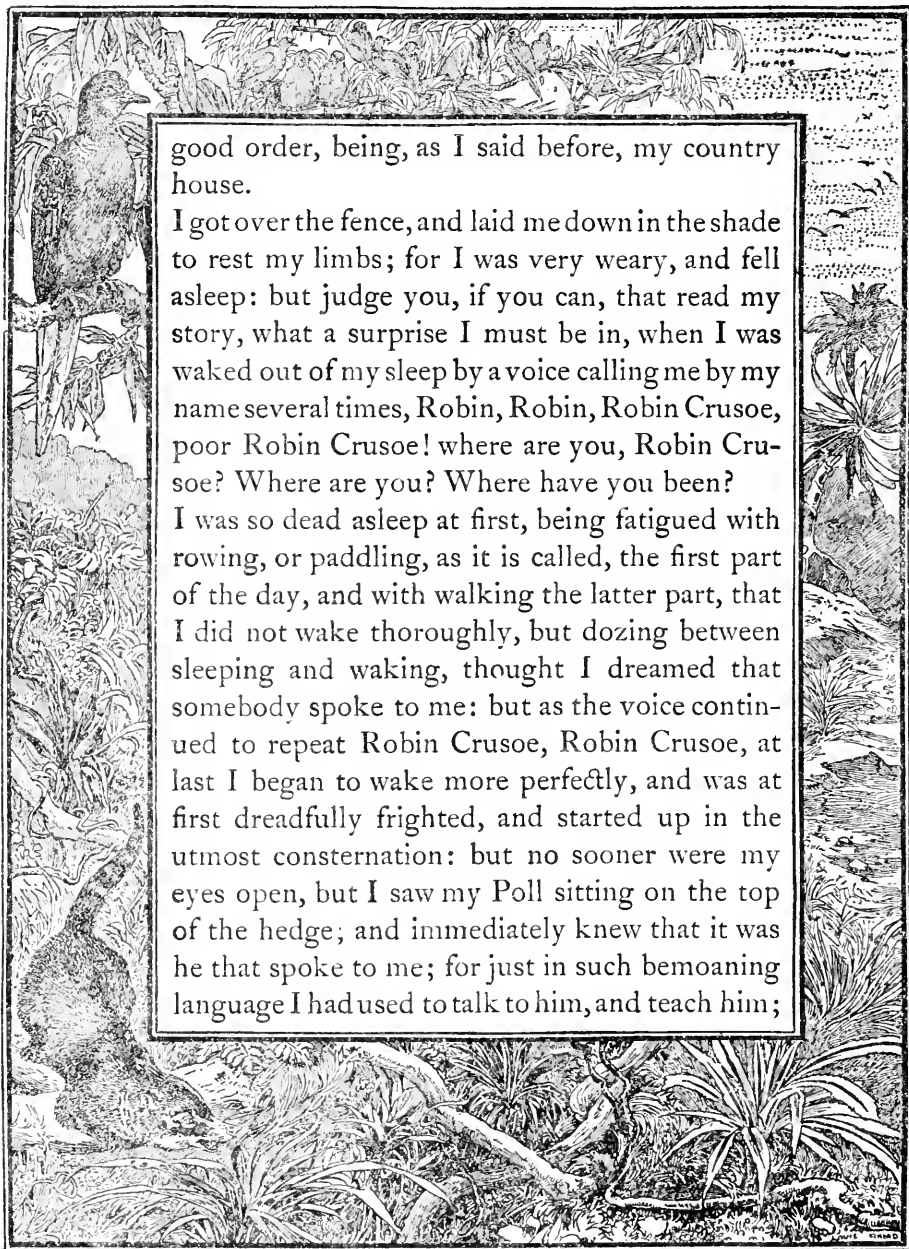 good order, being, as I said before, my country
house.
I got over the fence, and laid me down in the shade
to rest my limbs; for I was very weary, and fell
asleep: but judge you, if you can, that read my
story, what a surprise I must be in, when I was
waked out of my sleep by a voice calling me by my
name several times, Robin, Robin, Robin Crusoe,
poor Robin Crusoe! where are you, Robin Cru-
soe? Where are you? Where have you been?
I was so dead asleep at first, being fatigued with
rowing, or paddling, as it is called, the first part
of the day, and with walking the latter part, that
I did not wake thoroughly, but dozing between
sleeping and waking, thought I dreamed that
somebody spoke to me: but as the voice contin-
ued to repeat Robin Crusoe, Robin Crusoe, at
last I began to wake more perfectly, and was at
first dreadfully frighted, and started up in the
utmost consternation: but no sooner were my
eyes open, but I saw my Poll sitting on the top
of the hedge; and immediately knew that it was
he that spoke to me; for just in such bemoaning
language I had used to talk to him, and teach him;